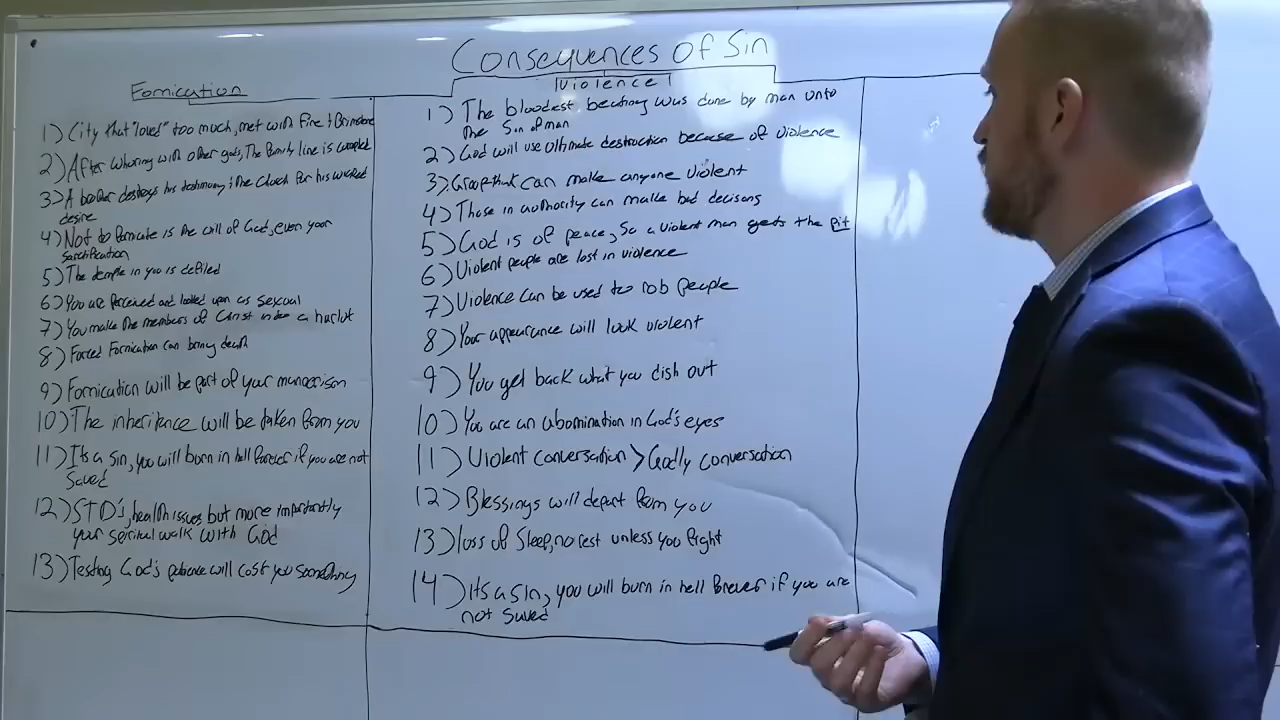 Consequences of Sin
Fornication
1) City that "loved" too much, met with Fire & Brimstone
2) After whoring with other gods, The family line is
3) A brother destroys his testimony & the Church for his wicked
desire
4) Not to fornicate is the will of God, even your
Sanctification
5) The temple in you is defiled
6) You are perceived and looked upon as sexual
7) You make the members of Christ a harlot
8) Forced Fornication can bring death
9) Fornication will be part of your
10) The inheritence will be taken from you
11) Its a sin, you will burn in hell forever if you are not
Saved
12) STD's, health issues but more importantly
your spiritual walk with God
13) Testing God's patience will cost you something
Violence
1) The bloodest beating was done by man unto
the Son of man
2) God will use ultimate destruction because of violence
3) Group that can make anyone violent
4) Those in authority can make bad decisions
5) God is of peace, So a violent man gets the Pit
6) Violent people are lost in violence
7) Violence can be used to rob people
8) Your appearance will look violent
9) You get back what you dish out
10) You are an abomination in God's eyes
11) Violent conversation > Godly conversation
12) Blessings will depart from you
13) loss of sleep, no rest unless you fight
14) Its a sin, you will burn in hell forever if you are
not saved